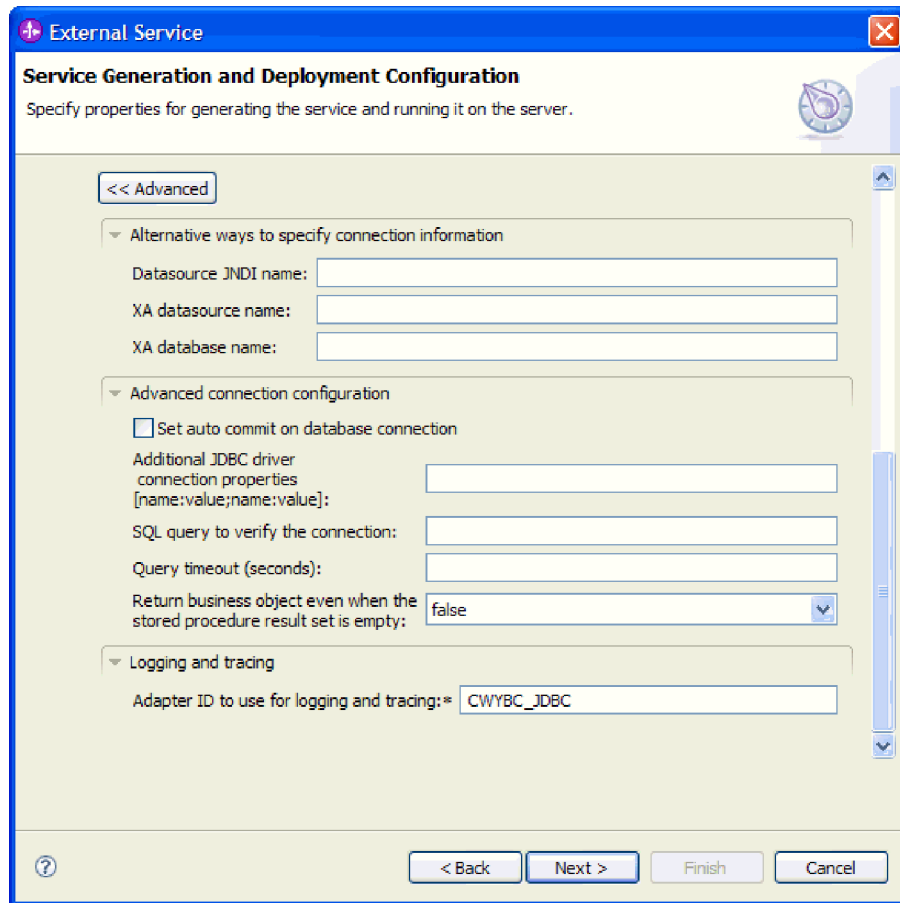 External Service
Service Generation and Deployment Configuration
Specify properties for generating the service and running it on the server.
<< Advanced
Alternative ways to specify connection information
Datasource JNDI name:
XA datasource name:
XA database name:
Advanced connection configuration
Set auto commit on database connection
Additional JDBC driver
connection properties
[name:value;name:value]:
SQL query to verify the connection:
Query timeout (seconds):
Return business object even when the
stored procedure result set is empty:
false
Logging and tracing
Adapter ID to use for logging and tracing:* CWYBC_JDBC
? < Back Next > Finish Cancel